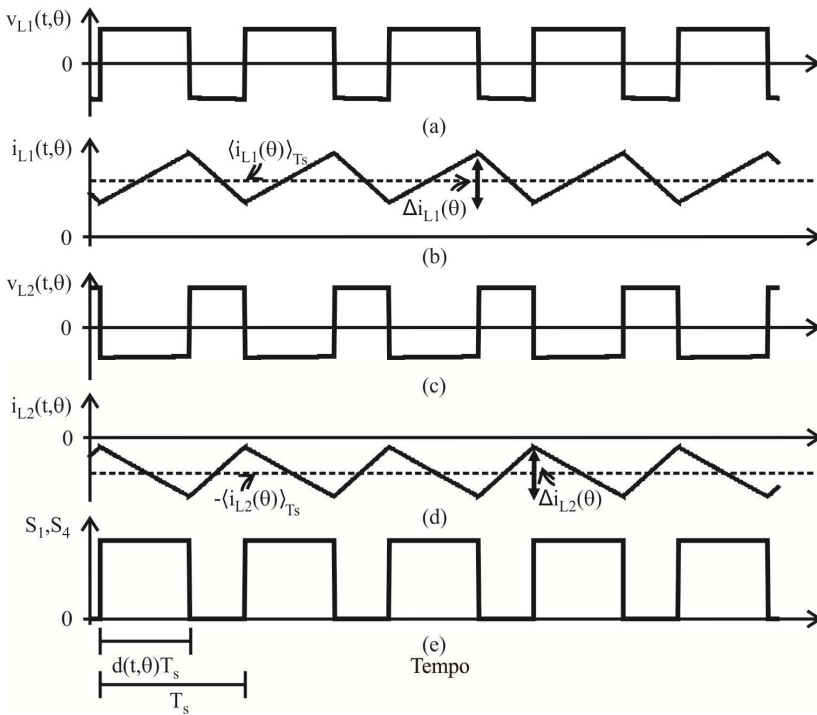 v_L1(t,θ)
0
(a)
i_L1(t,θ)
⟨i_L1(θ)⟩_Ts
Δi_L1(θ)
0
(b)
v_L2(t,θ)
0
(c)
i_L2(t,θ)
0
-⟨i_L2(θ)⟩_Ts
Δi_L2(θ)
(d)
S_1,S_4
0
(e)
d(t,θ)T_s
Tempo
T_s